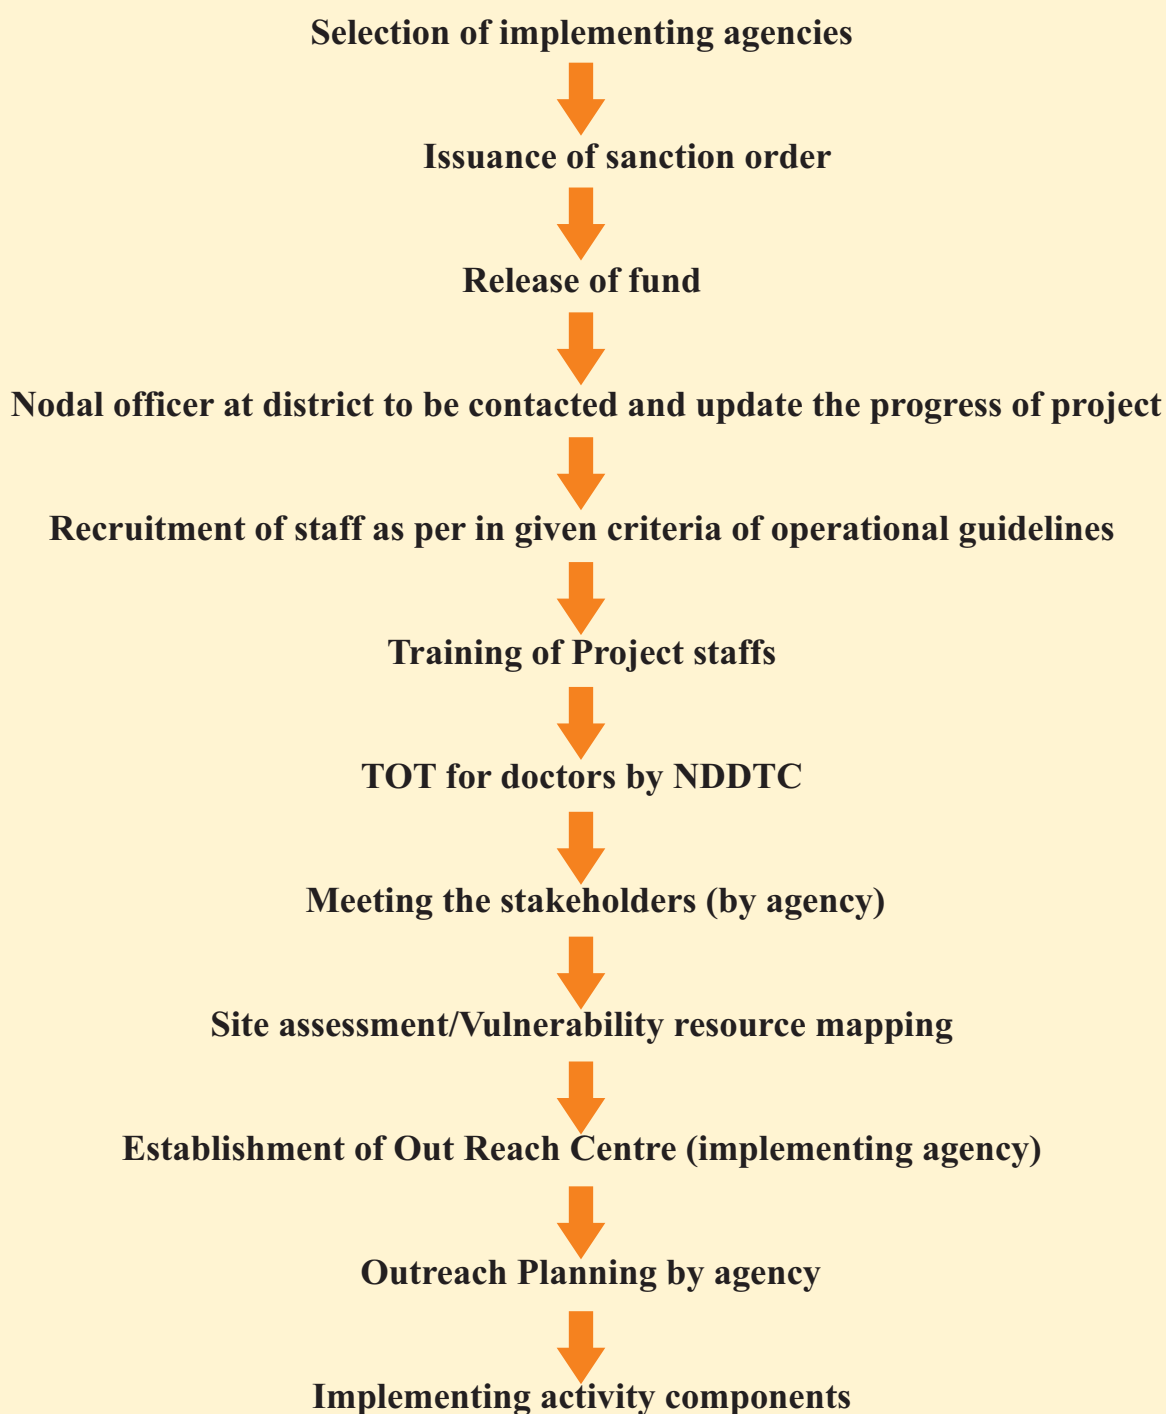 Selection of implementing agencies
Issuance of sanction order
Release of fund
Nodal officer at district to be contacted and update the progress of project
Recruitment of staff as per in given criteria of operational guidelines
Training of Project staffs
TOT for doctors by NDDTC
Meeting the stakeholders (by agency)
Site assessment/Vulnerability resource mapping
Establishment of Out Reach Centre (implementing agency)
Outreach Planning by agency
Implementing activity components